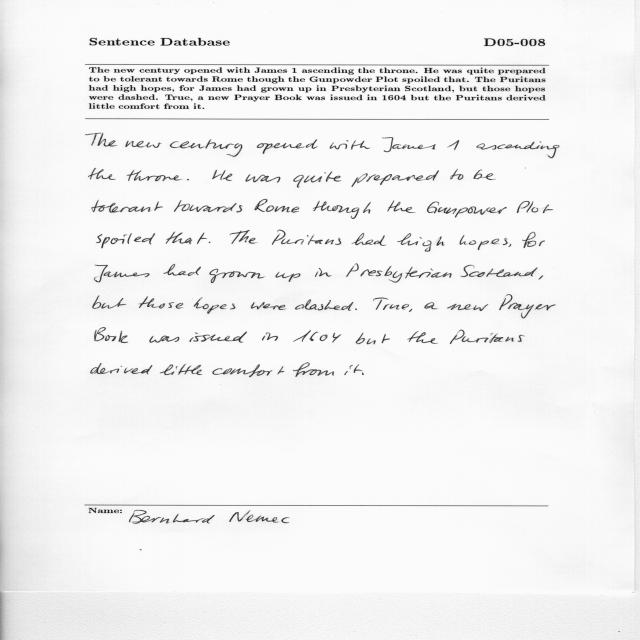 Sentence Database D05-008
The new century opened with James 1 ascending the throne. He was quite prepared
to be tolerant towards Rome though the Gunpowder Plot spoiled that. The Puritans
had high hopes, for James had grown up in Presbyterian Scotland, but those hopes
were dashed. True, a new Prayer Book was issued in 1604 but the Puritans derived
little comfort from it.
The new century opened with James 1 ascending
the throne. He was quite prepared to be
tolerant towards Rome though the Gunpower Plot
spoiled that. The Puritans had high hopes, for
James had grown up in Presbyterian Scotland,
but those hopes were dashed. True, a new Prayer
Book was issued in 1604 but the Puritans
derived little comfort from it.
Name: Bernhard Nemec